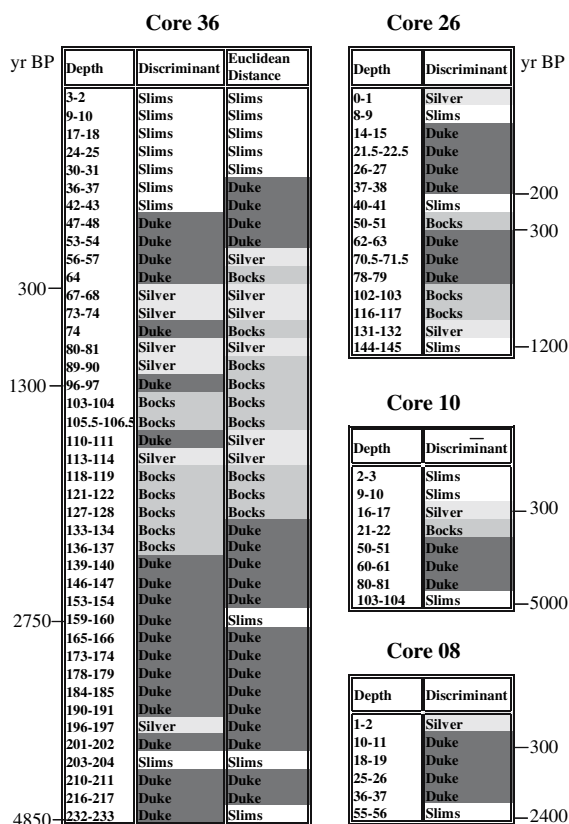 Core 36
yr BP
Depth Discriminant Euclidean Distance
3-2 Slims Slims
9-10 Slims Slims
17-18 Slims Slims
24-25 Slims Slims
30-31 Slims Slims
36-37 Slims Duke
42-43 Slims Duke
47-48 Duke Duke
53-54 Duke Duke
56-57 Duke Silver
64 Duke Bocks
300
67-68 Silver Silver
73-74 Silver Silver
74 Duke Bocks
80-81 Silver Silver
89-90 Silver Bocks
1300
96-97 Duke Bocks
103-104 Bocks Bocks
105.5-106.5 Bocks Bocks
110-111 Duke Silver
113-114 Silver Silver
118-119 Bocks Bocks
121-122 Bocks Bocks
127-128 Bocks Bocks
133-134 Bocks Duke
136-137 Bocks Duke
139-140 Duke Duke
146-147 Duke Duke
153-154 Duke Duke
2750
159-160 Duke Slims
165-166 Duke Duke
173-174 Duke Duke
178-179 Duke Duke
184-185 Duke Duke
190-191 Duke Duke
196-197 Silver Duke
201-202 Duke Duke
203-204 Slims Slims
210-211 Duke Duke
216-217 Duke Duke
4850
232-233 Duke Slims
Core 26
yr BP
Depth Discriminant
0-1 Silver
8-9 Slims
14-15 Duke
21.5-22.5 Duke
26-27 Duke
37-38 Duke
200
40-41 Slims
50-51 Bocks
300
62-63 Duke
70.5-71.5 Duke
78-79 Duke
102-103 Bocks
116-117 Bocks
131-132 Silver
144-145 Slims
1200
Core 10
Depth Discriminant
2-3 Slims
9-10 Slims
16-17 Silver
300
21-22 Bocks
50-51 Duke
60-61 Duke
80-81 Duke
103-104 Slims
5000
Core 08
Depth Discriminant
1-2 Silver
10-11 Duke
300
18-19 Duke
25-26 Duke
36-37 Duke
55-56 Slims
2400